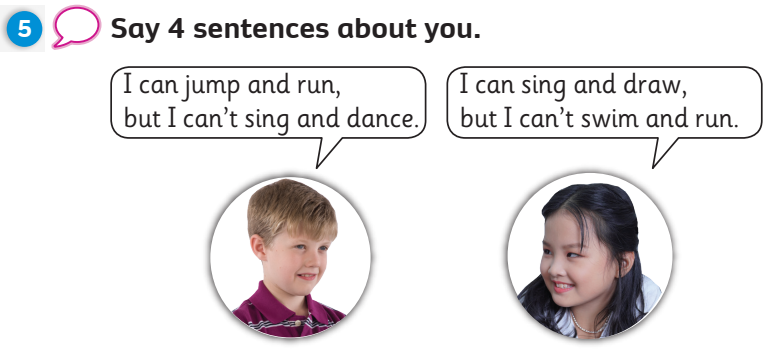 5 Say 4 sentences about you.
I can jump and run,
but I can't sing and dance.
I can sing and draw,
but I can't swim and run.